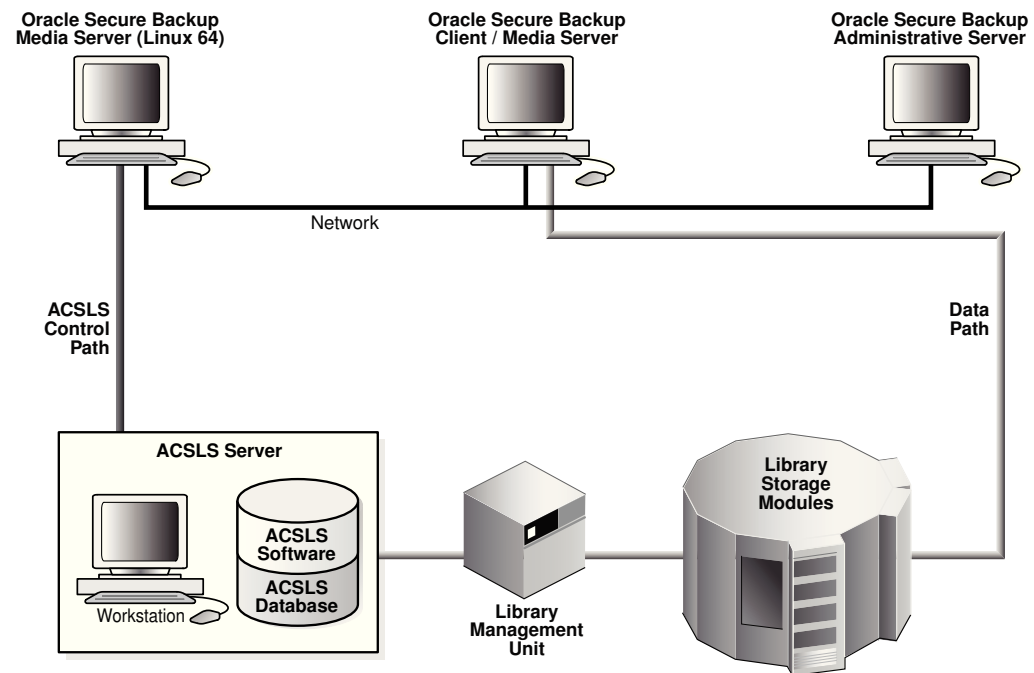 Oracle Secure Backup
Media Server (Linux 64)
Oracle Secure Backup
Client / Media Server
Oracle Secure Backup
Administrative Server
Network
ACSLS
Control
Path
Data
Path
ACSLS Server
ACSLS
Software
ACSLS
Database
Workstation
Library
Management
Unit
Library
Storage
Modules